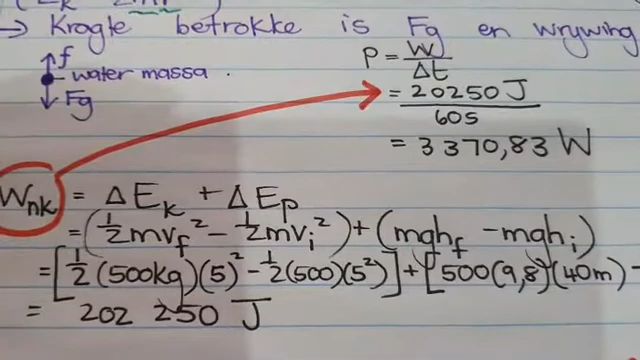 → Kragte betrokke is Fg en wrywing
f
water massa.
Fg
P = W/Δt
= 20250 J
60s
= 3 370,83 W
Wnk = ΔEk + ΔEp
= (½mvf² - ½mvi²) + (mghf - mghi)
= [½(500kg)(5)² - ½(500)(5²)] + [500(9,8)(40m) -
= 202 250 J